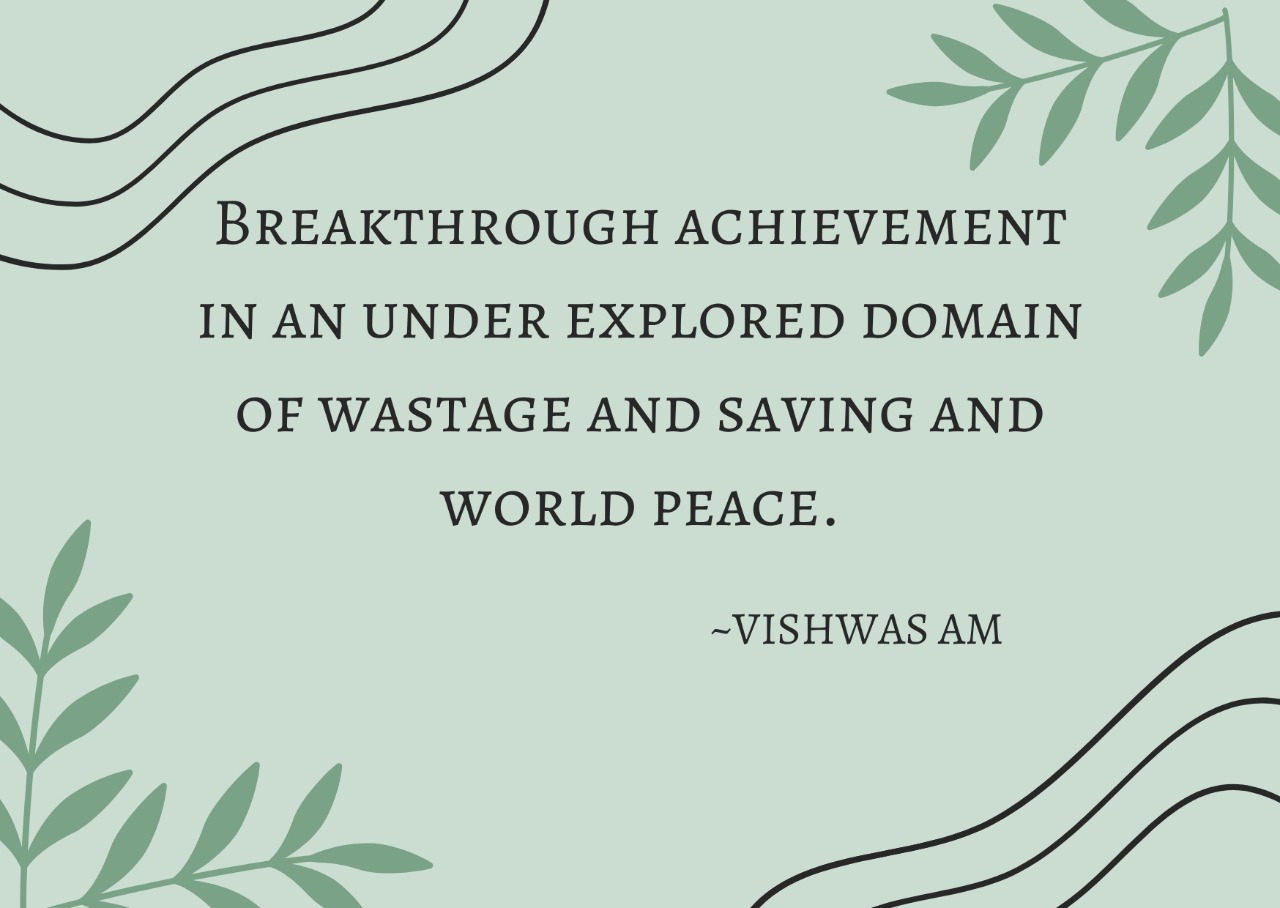 Breakthrough achievement
in an under explored domain
of wastage and saving and
world peace.
~VISHWAS AM